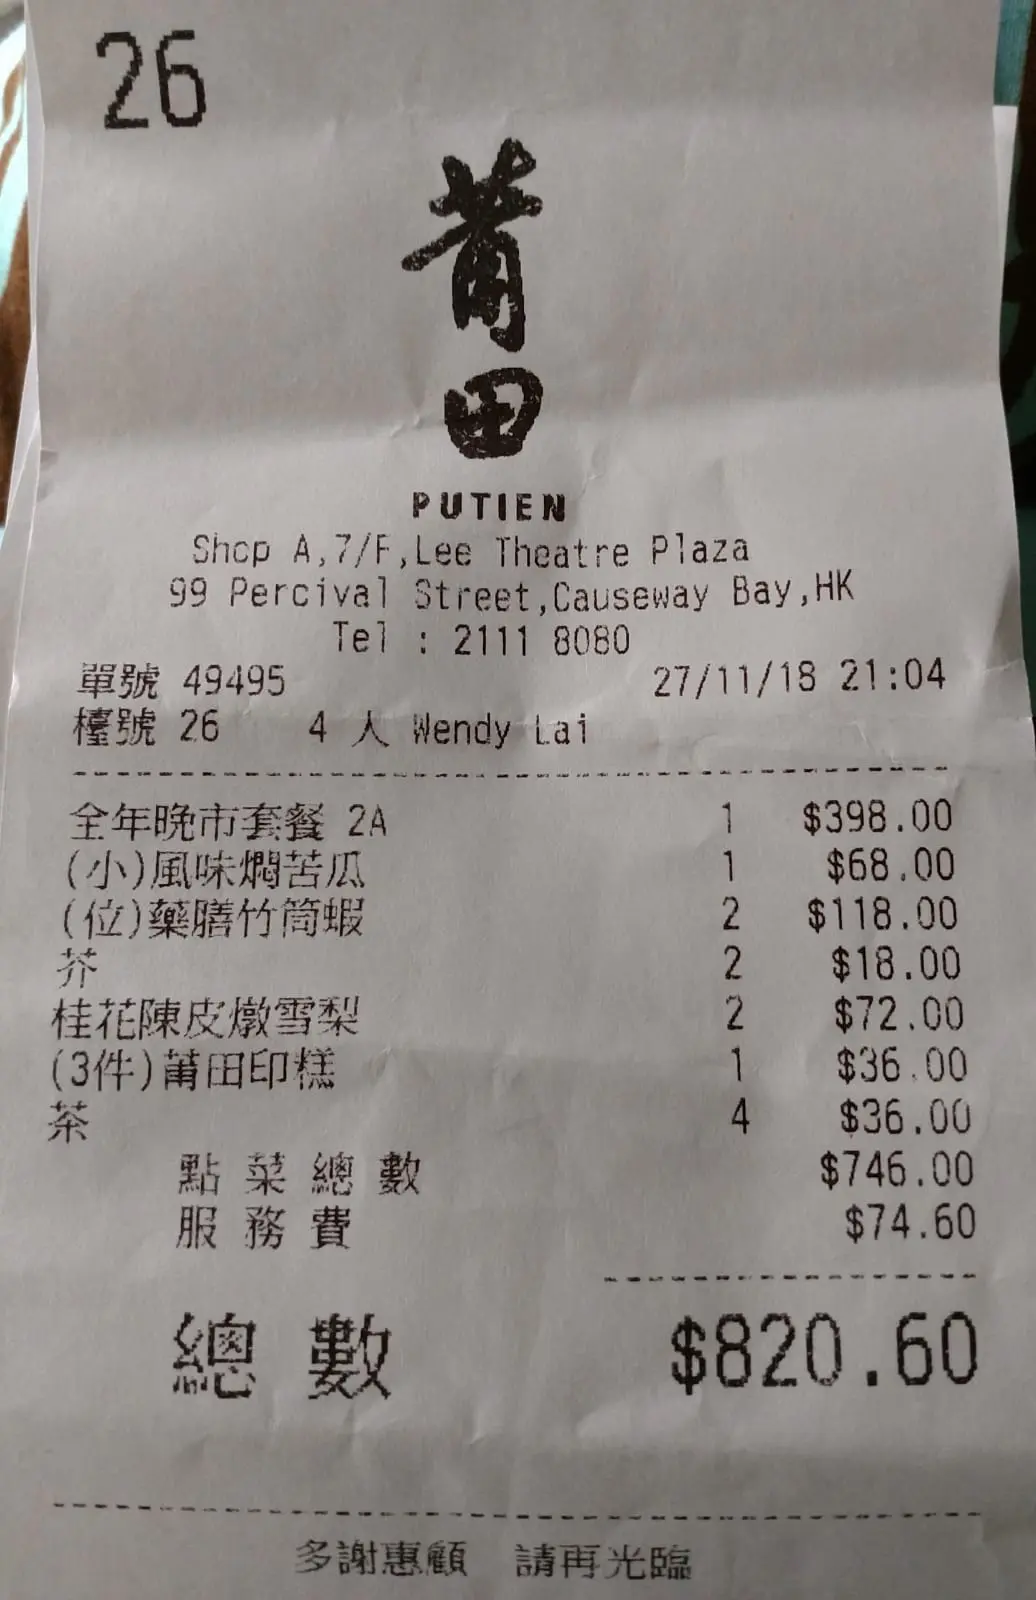 26
莆
田
PUTIEN
Shop A,7/F,Lee Theatre Plaza
99 Percival Street,Causeway Bay,HK
Tel : 2111 8080
單號 49495 27/11/18 21:04
檯號 26 4 人 Wendy Lai
全年晚市套餐 2A 1 $398.00
(小)風味燜苦瓜 1 $68.00
(位)藥膳竹筒蝦 2 $118.00
芥 2 $18.00
桂花陳皮燉雪梨 2 $72.00
(3件)莆田印糕 1 $36.00
茶 4 $36.00
點 菜 總 數 $746.00
服 務 費 $74.60
總 數 $820.60
多謝惠顧 請再光臨